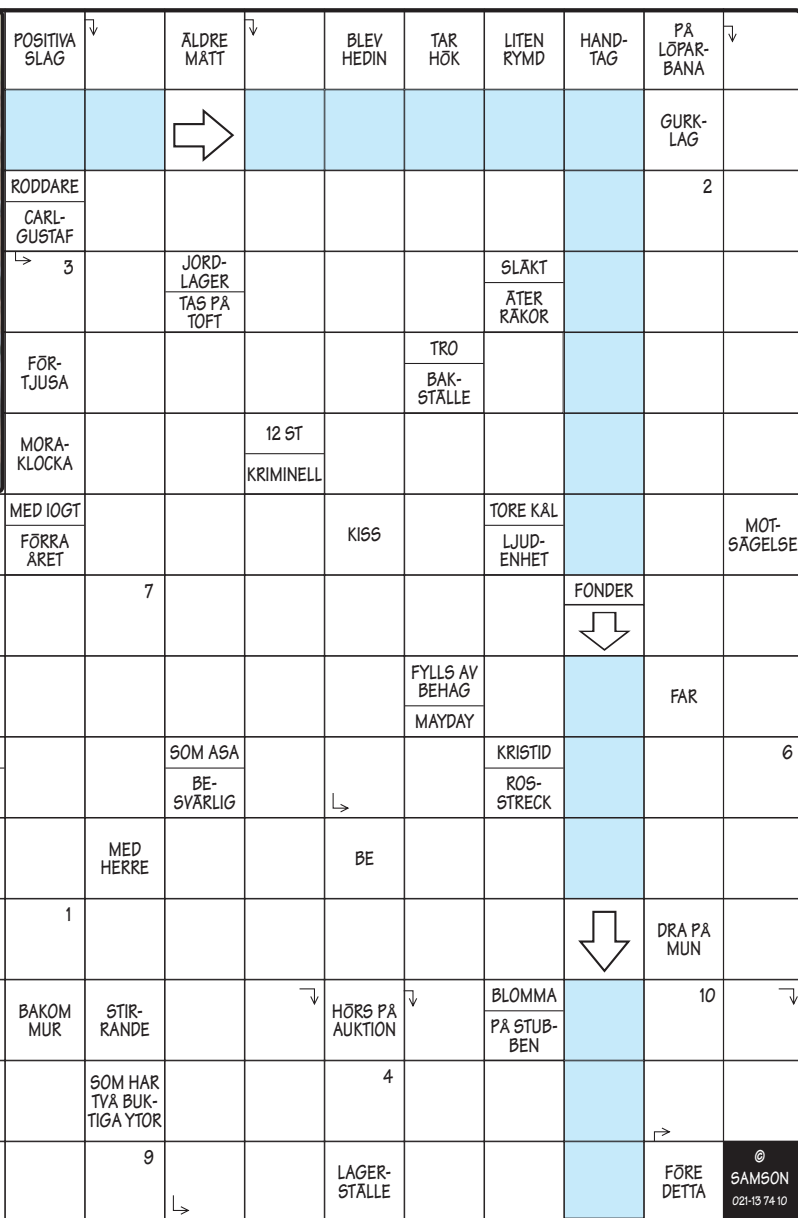 POSITIVA
SLAG
ÄLDRE
MÅTT
BLEV
HEDIN
TAR
HÖK
LITEN
RYMD
HAND-
TAG
PÅ
LÖPAR-
BANA
GURK-
LAG
RODDARE
CARL-
GUSTAF
2
3
JORD-
LAGER
TAS PÅ
TOFT
SLÄKT
ÄTER
RÄKOR
FÖR-
TJUSA
TRO
BAK-
STÄLLE
MORA-
KLOCKA
12 ST
KRIMINELL
MED IOGT
FÖRRA
ÅRET
KISS
TORE KÅL
LJUD-
ENHET
MOT-
SÄGELSE
7
FONDER
FYLLS AV
BEHAG
MAYDAY
FAR
SOM ASA
BE-
SVÄRLIG
KRISTID
ROS-
STRECK
6
MED
HERRE
BE
1
DRA PÅ
MUN
BAKOM
MUR
STIR-
RANDE
HÖRS PÅ
AUKTION
BLOMMA
PÅ STUB-
BEN
10
SOM HAR
TVÅ BUK-
TIGA YTOR
4
9
LAGER-
STÄLLE
FÖRE
DETTA
©
SAMSON
021-13 74 10